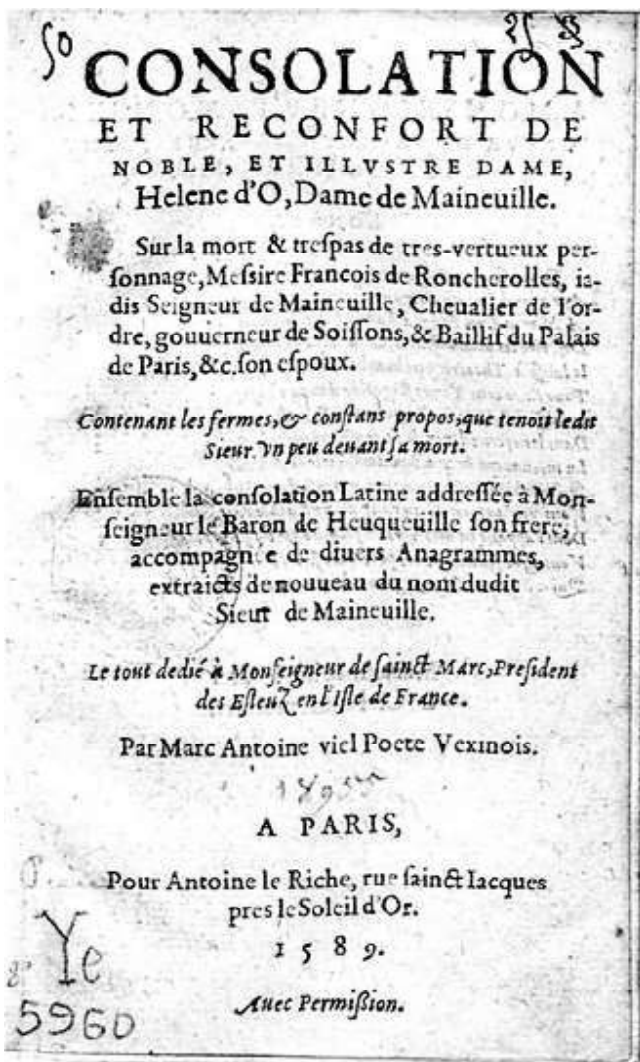 50
25
CONSOLATION
ET RECONFORT DE
NOBLE, ET ILLVSTRE DAME,
Helene d'O, Dame de Maineuille.
Sur la mort & treſpas de tres-vertueux per-
ſonnage, Meſsire Francois de Roncherolles, ia-
dis Seigneur de Maineuille, Cheualier de l'or-
dre, gouuerneur de Soiſſons, & Baillif du Palais
de Paris, &c. ſon eſpoux.
Contenant les fermes, & conſtans propos, que tenoit ledit
Sieur. Vn peu deuant ſa mort.
Enſemble la conſolation Latine addreſſée à Mon-
ſeigneur le Baron de Heuqueuille ſon frere,
accompagnée de diuers Anagrammes,
extraicts de nouueau du nom dudit
Sieur de Maineuille.
Le tout dedié à Monſeigneur de ſainct Marc, Preſident
des Eſleuz en l'Iſle de France.
Par Marc Antoine viel Poete Vexinois.
A PARIS,
Pour Antoine le Riche, rue ſainct Iacques
pres le Soleil d'Or.
1589.
Auec Permiſsion.
Ye
5960